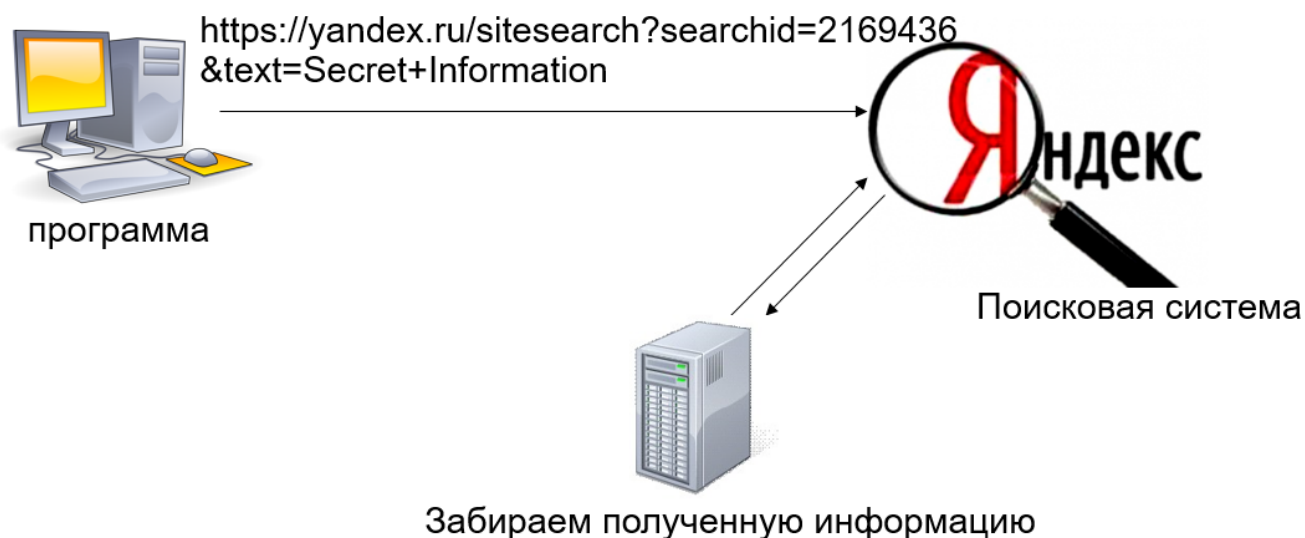 https://yandex.ru/sitesearch?searchid=2169436
&text=Secret+Information
Яндекс
программа
Поисковая система
Забираем полученную информацию